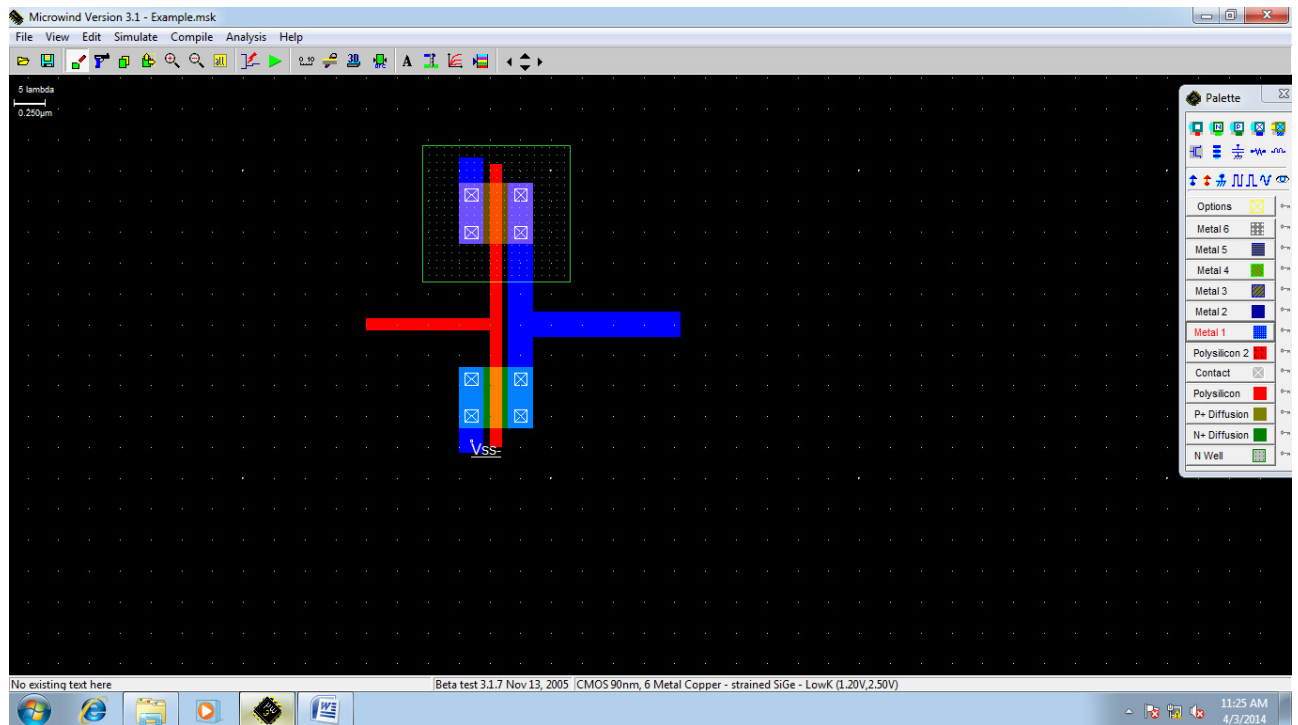 Microwind Version 3.1 - Example.msk
File View Edit Simulate Compile Analysis Help
A
5 lambda
0.250µm
Vss-
Palette
Options
Metal 6
Metal 5
Metal 4
Metal 3
Metal 2
Metal 1
Polysilicon 2
Contact
Polysilicon
P+ Diffusion
N+ Diffusion
N Well
No existing text here
Beta test 3.1.7 Nov 13, 2005 CMOS 90nm, 6 Metal Copper - strained SiGe - LowK (1.20V,2.50V)
11:25 AM
4/3/2014